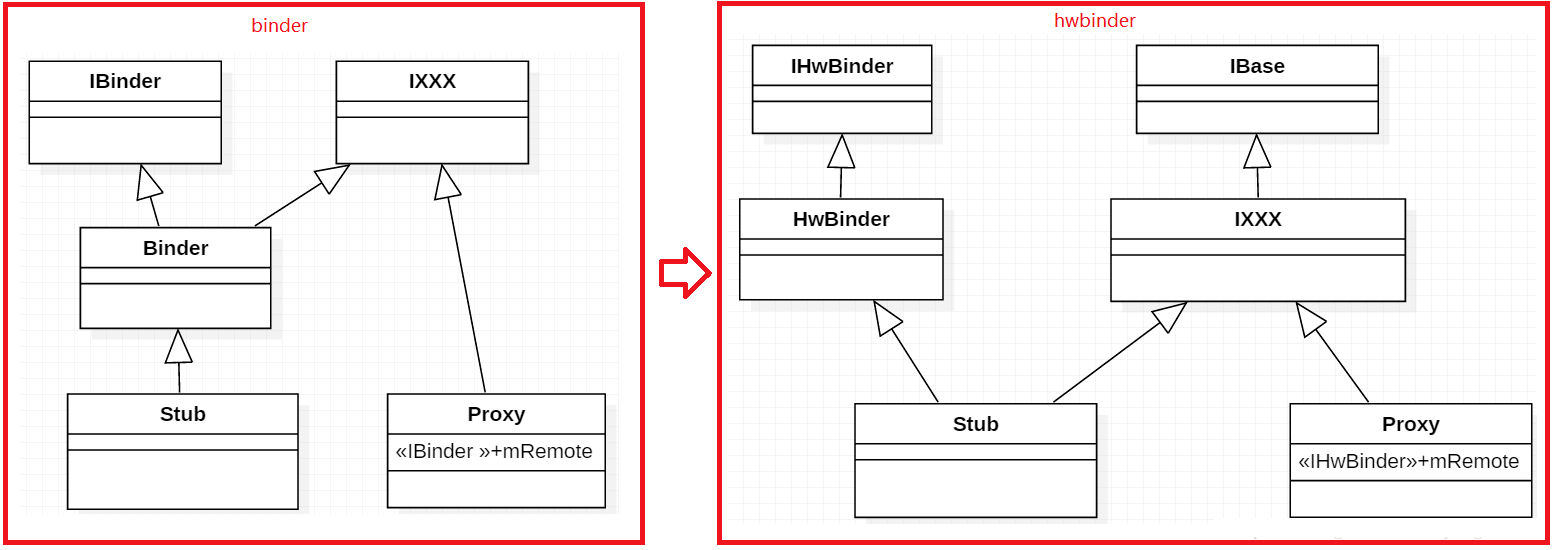 binder
IBinder
IXXX
Binder
Stub
Proxy
«IBinder »+mRemote
hwbinder
IHwBinder
IBase
HwBinder
IXXX
Stub
Proxy
«IHwBinder»+mRemote